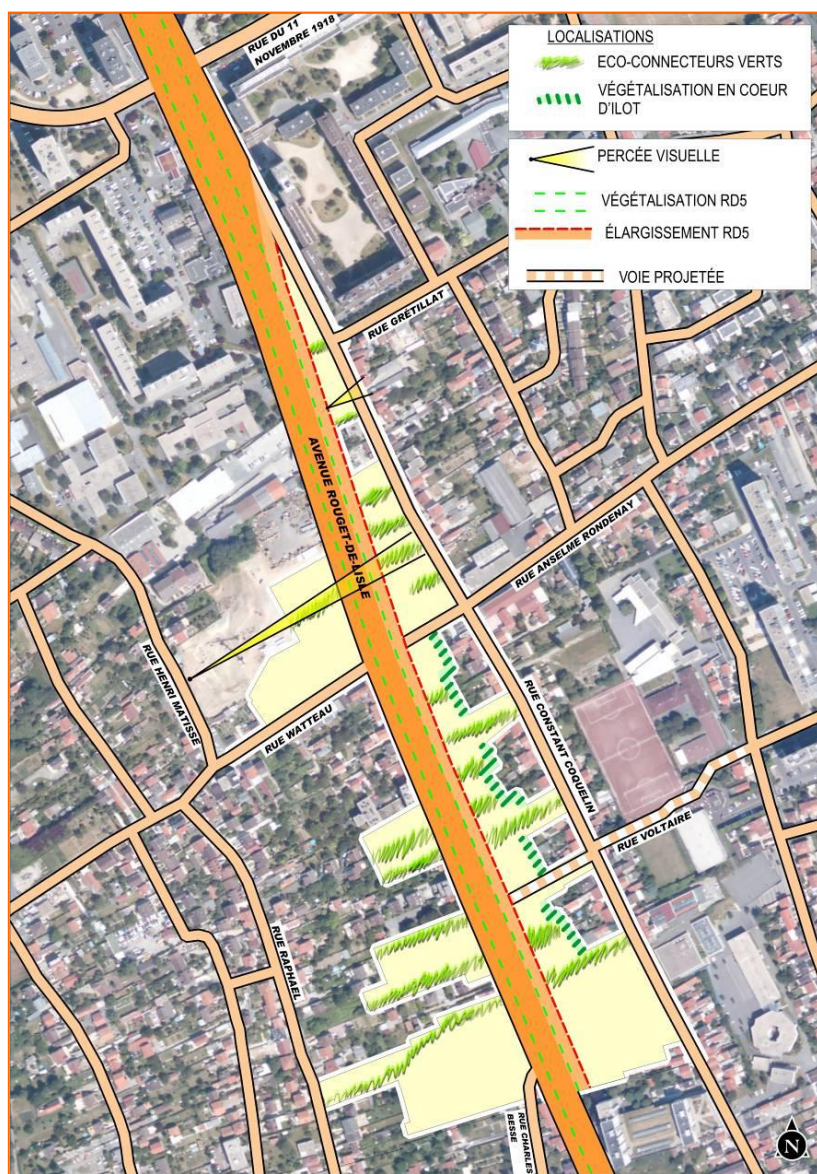 RUE DU 11
NOVEMBRE 1918
LOCALISATIONS
ECO-CONNECTEURS VERTS
VÉGÉTALISATION EN COEUR
D'ILOT
PERCÉE VISUELLE
VÉGÉTALISATION RD5
ÉLARGISSEMENT RD5
VOIE PROJETÉE
RUE GRÉTILLAT
AVENUE ROUGET-DE-LISLE
RUE ANSELME RONDENAY
RUE HENRI MATISSE
RUE WATTEAU
RUE CONSTANT COQUELIN
RUE VOLTAIRE
RUE RAPHAEL
RUE CHARLES
BESSE
N